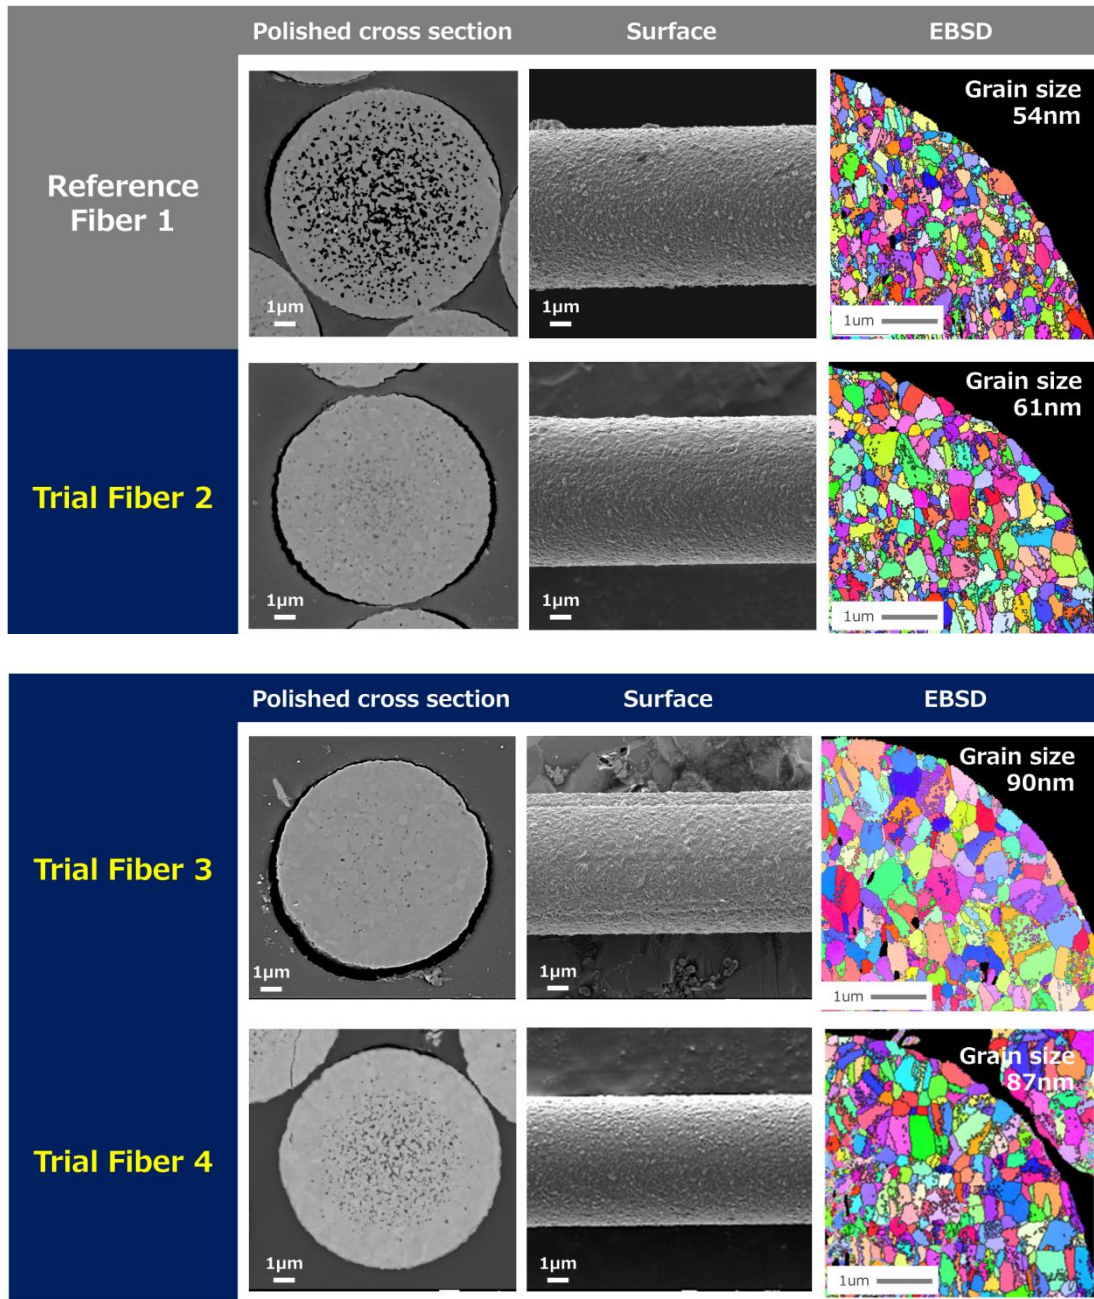 Polished cross section
Surface
EBSD
Reference
Fiber 1
1μm
1μm
Grain size
54nm
1um
Trial Fiber 2
1μm
1μm
Grain size
61nm
1um
Polished cross section
Surface
EBSD
Trial Fiber 3
1μm
1μm
Grain size
90nm
1um
Trial Fiber 4
1μm
1μm
Grain size
87nm
1um